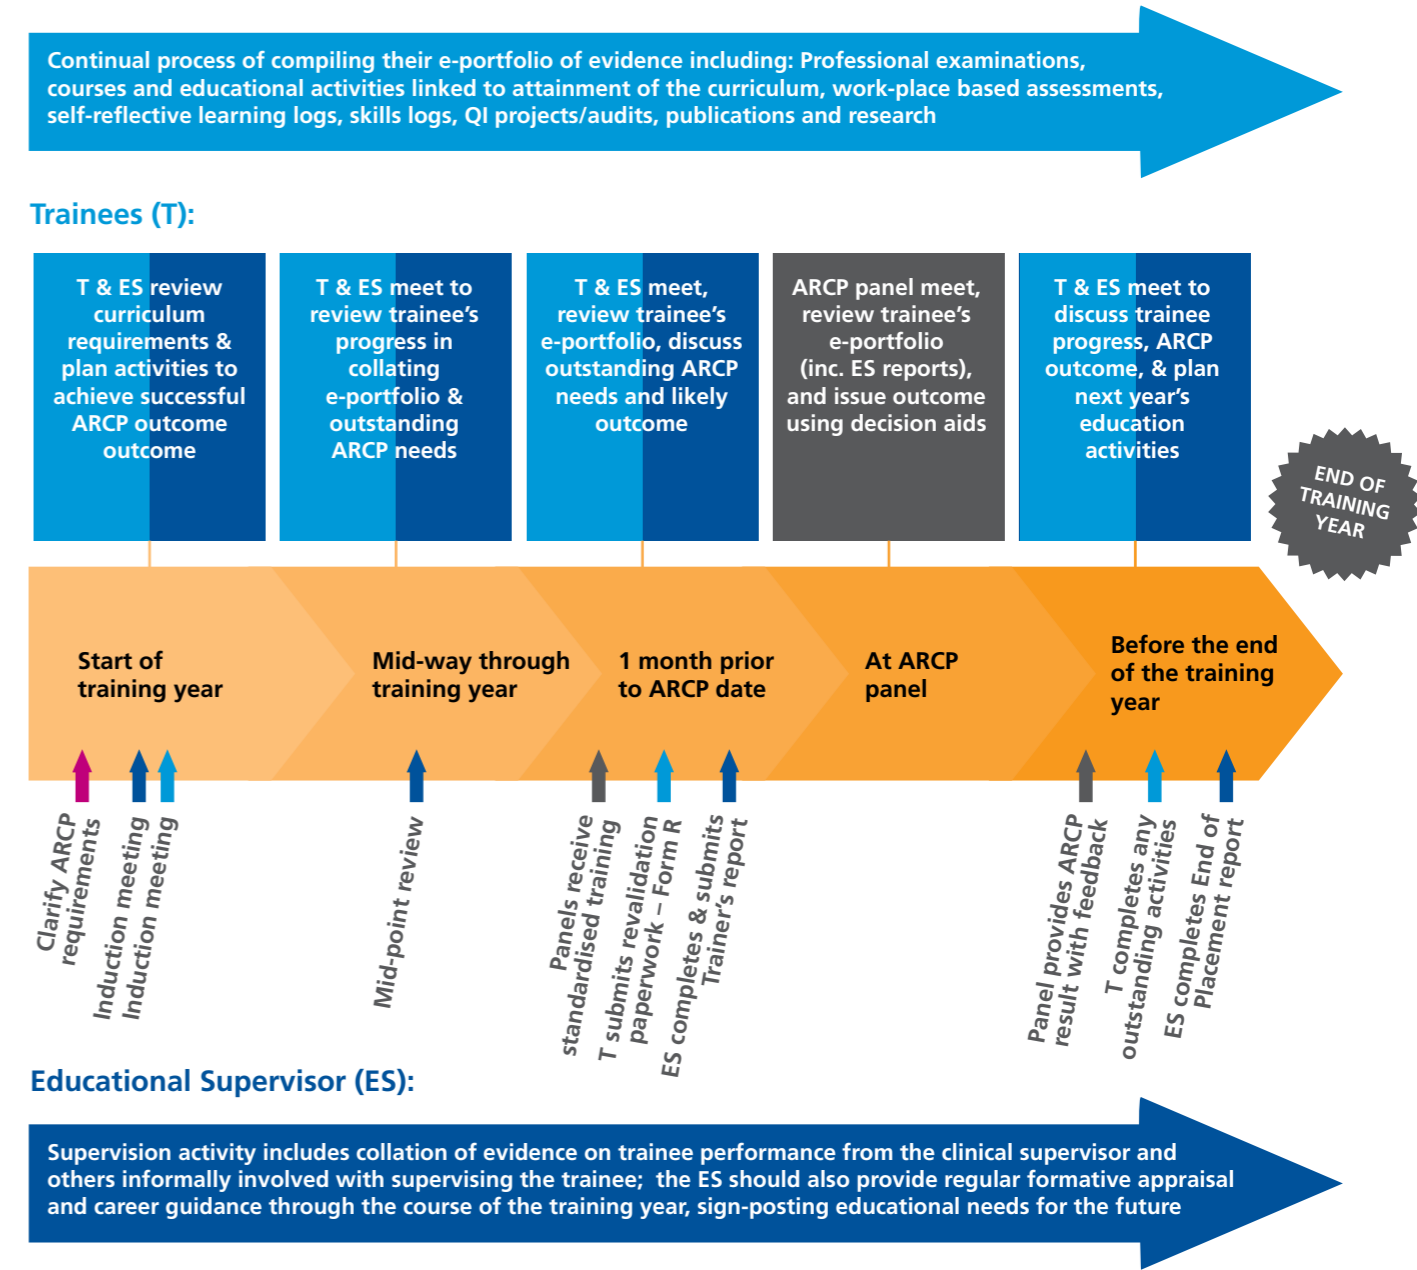 Continual process of compiling their e-portfolio of evidence including: Professional examinations,
courses and educational activities linked to attainment of the curriculum, work-place based assessments,
self-reflective learning logs, skills logs, QI projects/audits, publications and research
Trainees (T):
T & ES review
curriculum
requirements &
plan activities to
achieve successful
ARCP outcome
outcome
T & ES meet to
review trainee’s
progress in
collating
e-portfolio &
outstanding
ARCP needs
T & ES meet,
review trainee’s
e-portfolio, discuss
outstanding ARCP
needs and likely
outcome
ARCP panel meet,
review trainee’s
e-portfolio
(inc. ES reports),
and issue outcome
using decision aids
T & ES meet to
discuss trainee
progress, ARCP
outcome, & plan
next year’s
education
activities
END OF
TRAINING
YEAR
Start of
training year
Mid-way through
training year
1 month prior
to ARCP date
At ARCP
panel
Before the end
of the training
year
Clarify ARCP
requirements
Induction meeting
Induction meeting
Mid-point review
Panels receive
standardised training
T submits revalidation
paperwork – Form R
ES completes & submits
Trainer’s report
Panel provides ARCP
result with feedback
T completes any
outstanding activities
ES completes End of
Placement report
Educational Supervisor (ES):
Supervision activity includes collation of evidence on trainee performance from the clinical supervisor and
others informally involved with supervising the trainee;  the ES should also provide regular formative appraisal
and career guidance through the course of the training year, sign-posting educational needs for the future